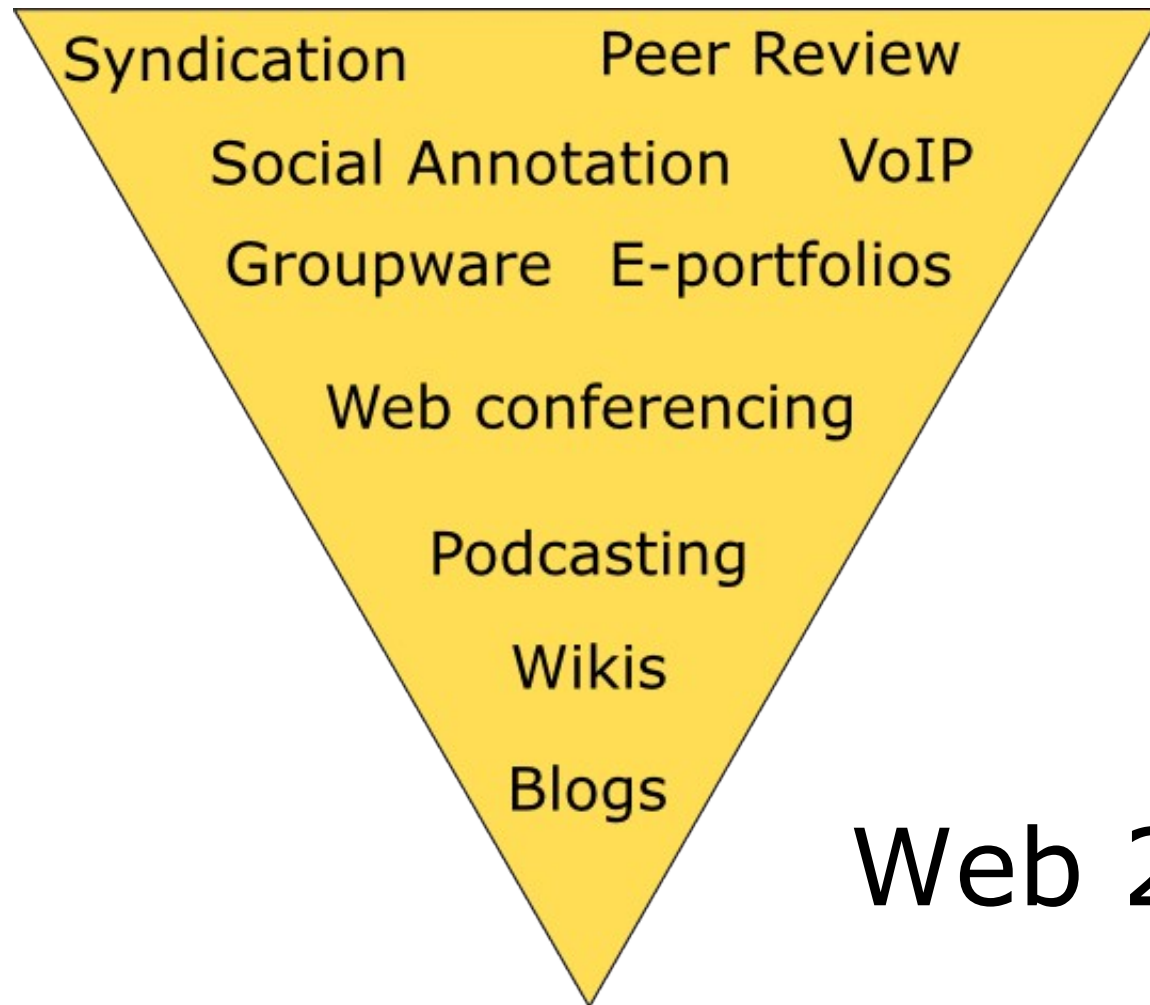 Syndication Peer Review
Social Annotation VoIP
Groupware E-portfolios
Web conferencing
Podcasting
Wikis
Blogs
Web 2